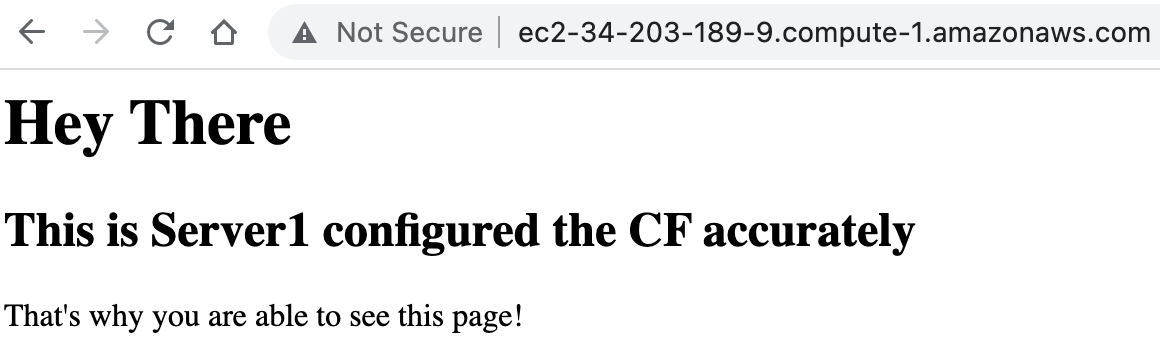 Not Secure ec2-34-203-189-9.compute-1.amazonaws.com
Hey There
This is Server1 configured the CF accurately
That's why you are able to see this page!